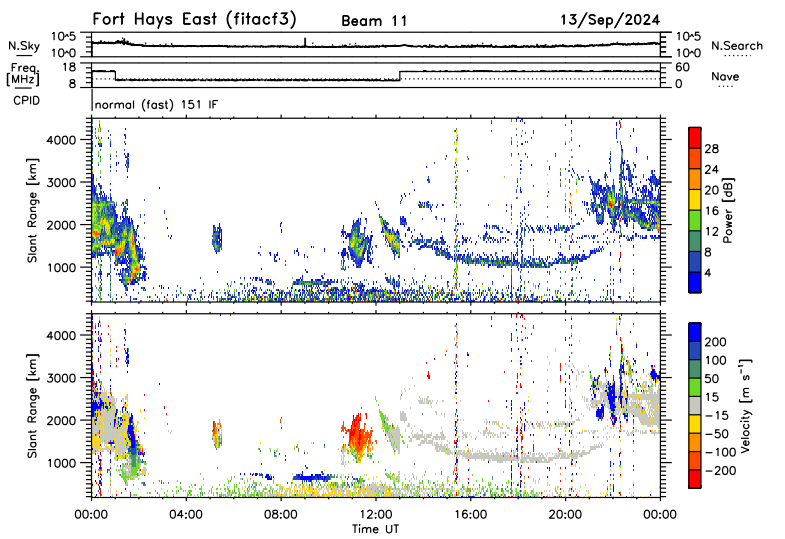 Fort Hays East (fitacf3) Beam 11 13/Sep/2024
N.Sky 10^-5 10^0 10^-5 10^0 N.Search
Freq. [MHz] 18 8 60 0 Nave
CPID normal (fast) 151 IF
Slant Range [km] 4000 3000 2000 1000
28 24 20 16 12 8 4 Power [dB]
Slant Range [km] 4000 3000 2000 1000
200 100 50 15 −15 −50 −100 −200 Velocity [m s⁻¹]
00:00 04:00 08:00 12:00 16:00 20:00 00:00
Time UT